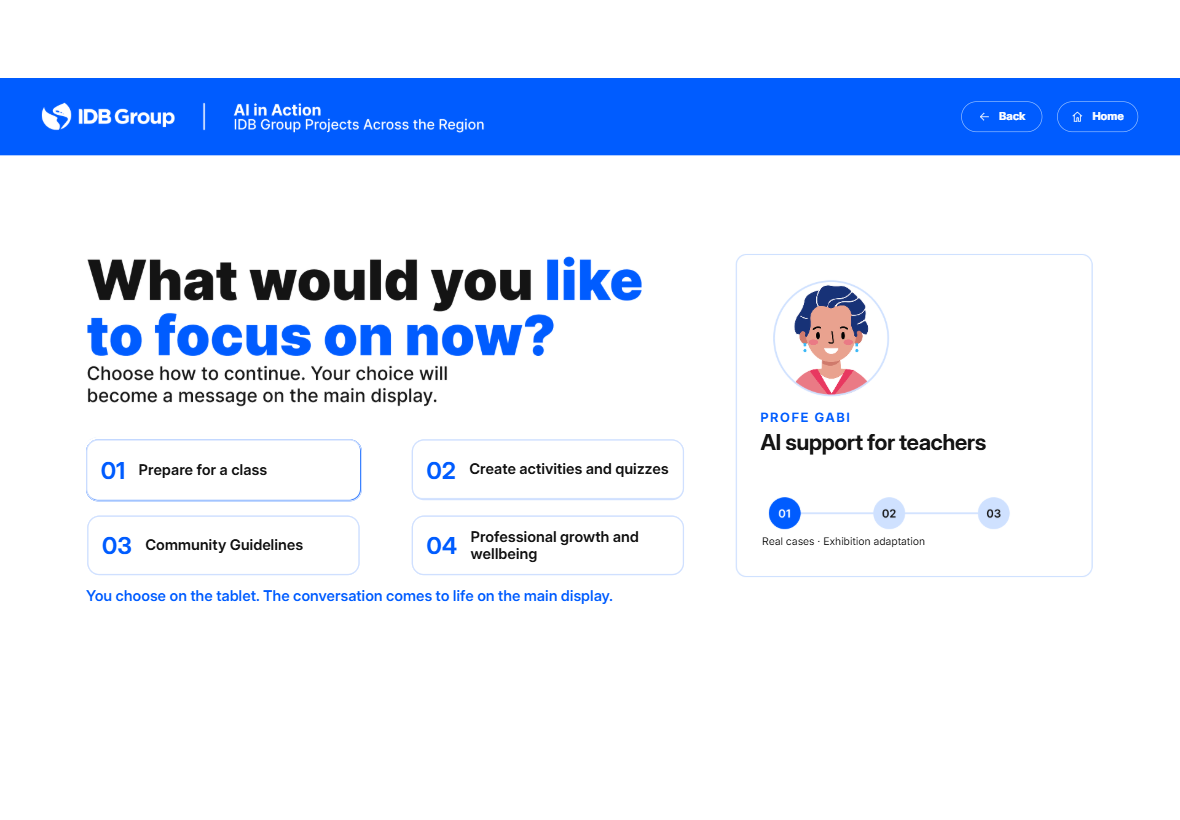 IDB Group
AI in Action
IDB Group Projects Across the Region
Back
Home
What would you like
to focus on now?
Choose how to continue. Your choice will
become a message on the main display.
01 Prepare for a class
02 Create activities and quizzes
03 Community Guidelines
04 Professional growth and
wellbeing
You choose on the tablet. The conversation comes to life on the main display.
PROFE GABI
AI support for teachers
01 02 03
Real cases · Exhibition adaptation